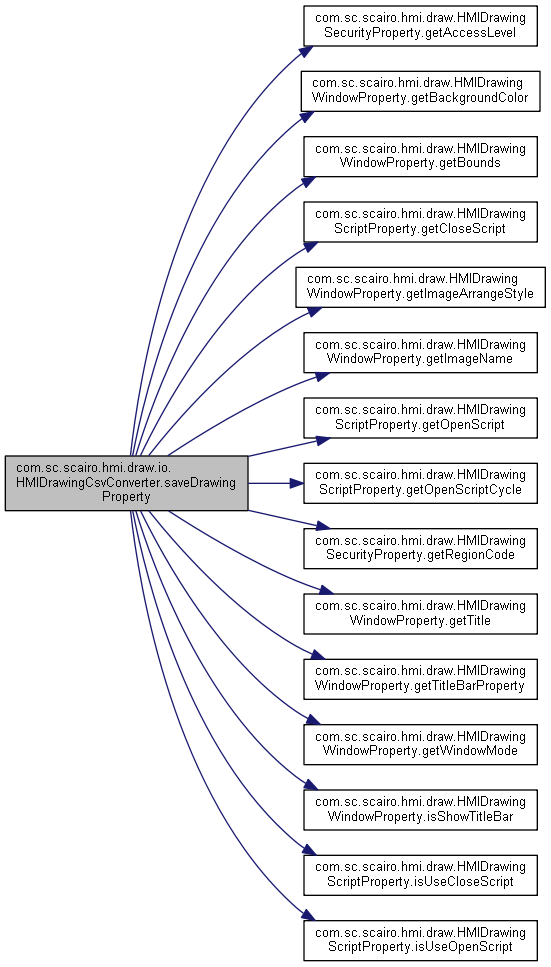 com.sc.scairo.hmi.draw.HMIDrawing
SecurityProperty.getAccessLevel
com.sc.scairo.hmi.draw.HMIDrawing
WindowProperty.getBackgroundColor
com.sc.scairo.hmi.draw.HMIDrawing
WindowProperty.getBounds
com.sc.scairo.hmi.draw.HMIDrawing
ScriptProperty.getCloseScript
com.sc.scairo.hmi.draw.HMIDrawing
WindowProperty.getImageArrangeStyle
com.sc.scairo.hmi.draw.HMIDrawing
WindowProperty.getImageName
com.sc.scairo.hmi.draw.HMIDrawing
ScriptProperty.getOpenScript
com.sc.scairo.hmi.draw.io.
HMIDrawingCsvConverter.saveDrawing
Property
com.sc.scairo.hmi.draw.HMIDrawing
ScriptProperty.getOpenScriptCycle
com.sc.scairo.hmi.draw.HMIDrawing
SecurityProperty.getRegionCode
com.sc.scairo.hmi.draw.HMIDrawing
WindowProperty.getTitle
com.sc.scairo.hmi.draw.HMIDrawing
WindowProperty.getTitleBarProperty
com.sc.scairo.hmi.draw.HMIDrawing
WindowProperty.getWindowMode
com.sc.scairo.hmi.draw.HMIDrawing
WindowProperty.isShowTitleBar
com.sc.scairo.hmi.draw.HMIDrawing
ScriptProperty.isUseCloseScript
com.sc.scairo.hmi.draw.HMIDrawing
ScriptProperty.isUseOpenScript